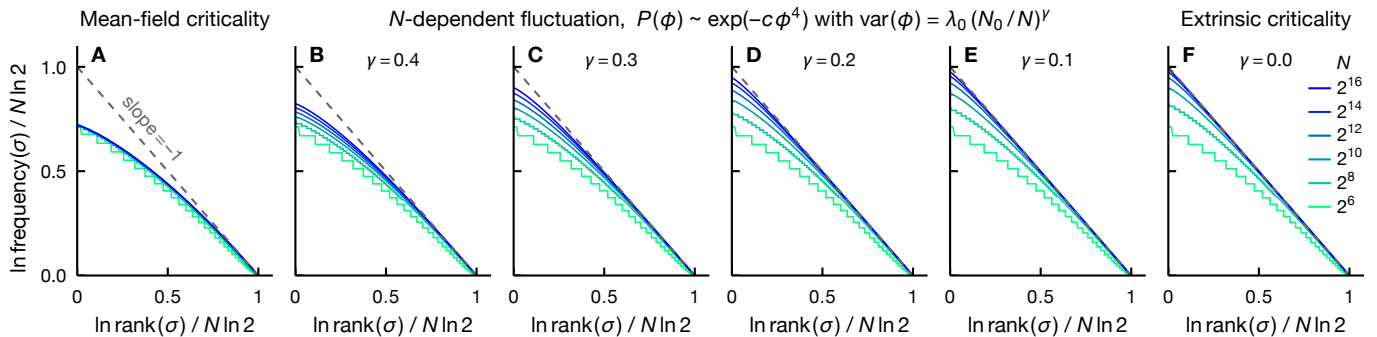 Mean-field criticality
N-dependent fluctuation, P(ϕ) ~ exp(−cϕ⁴) with var(ϕ) = λ₀ (N₀ / N)^γ
Extrinsic criticality
A
B
γ = 0.4
C
γ = 0.3
D
γ = 0.2
E
γ = 0.1
F
γ = 0.0
N
2¹⁶
2¹⁴
2¹²
2¹⁰
2⁸
2⁶
slope = −1
ln frequency(σ) / N ln 2
1.0
0.5
0.0
0 0.5 1
0 0.5 1
0 0.5 1
0 0.5 1
0 0.5 1
0 0.5 1
ln rank(σ) / N ln 2
ln rank(σ) / N ln 2
ln rank(σ) / N ln 2
ln rank(σ) / N ln 2
ln rank(σ) / N ln 2
ln rank(σ) / N ln 2